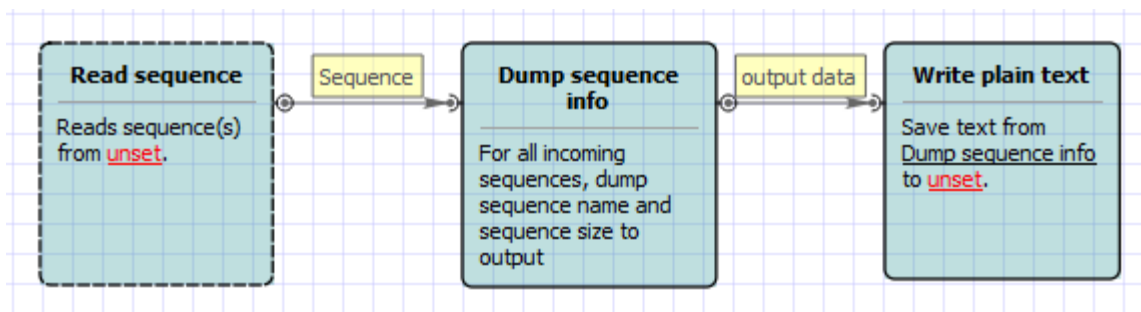 Read sequence
Reads sequence(s)
from unset.
Sequence
Dump sequence
info
For all incoming
sequences, dump
sequence name and
sequence size to
output
output data
Write plain text
Save text from
Dump sequence info
to unset.